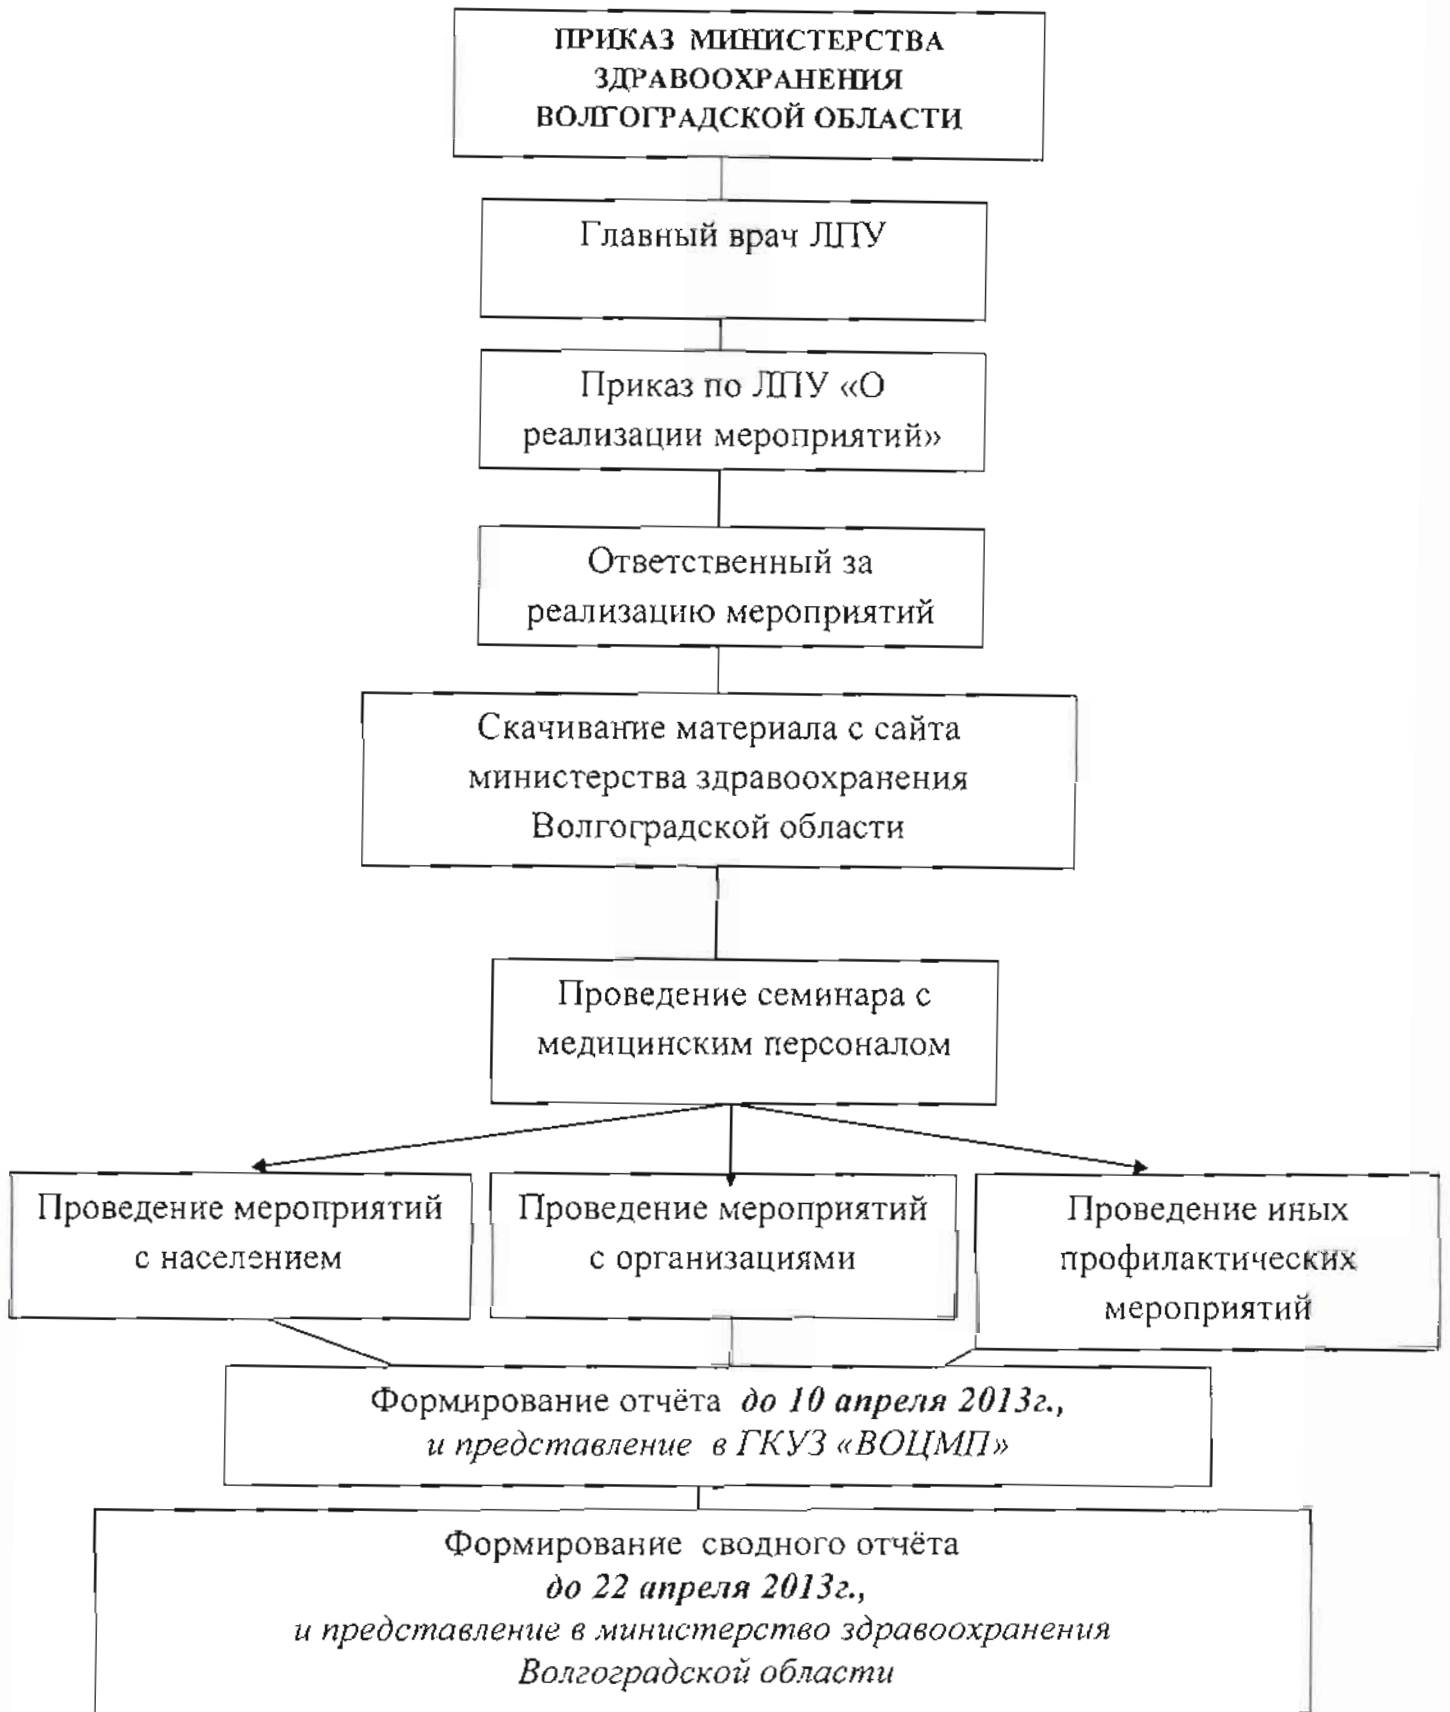 ПРИКАЗ МИНИСТЕРСТВА
ЗДРАВООХРАНЕНИЯ
ВОЛГОГРАДСКОЙ ОБЛАСТИ
Главный врач ЛПУ
Приказ по ЛПУ «О
реализации мероприятий»
Ответственный за
реализацию мероприятий
Скачивание материала с сайта
министерства здравоохранения
Волгоградской области
Проведение семинара с
медицинским персоналом
Проведение мероприятий
с населением
Проведение мероприятий
с организациями
Проведение иных
профилактических
мероприятий
Формирование отчёта до 10 апреля 2013г.,
и представление в ГКУЗ «ВОЦМП»
Формирование сводного отчёта
до 22 апреля 2013г.,
и представление в министерство здравоохранения
Волгоградской области